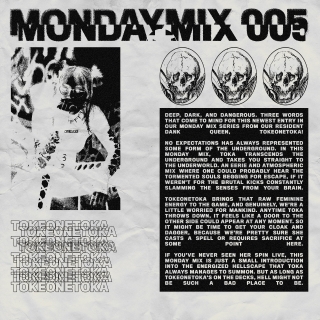 MONDAY MIX 005
DEEP, DARK, AND DANGEROUS. THREE WORDS
THAT COME TO MIND FOR THIS NEWEST ENTRY IN
OUR MONDAY MIX SERIES FROM OUR RESIDENT
DARK QUEEN, TOKEONETOKA!
NO EXPECTATIONS HAS ALWAYS REPRESENTED
SOME FORM OF THE UNDERGROUND. IN THIS
MONDAY MIX, TOKA TRANSCENDS THE
UNDERGROUND AND TAKES YOU STRAIGHT TO
THE UNDERWORLD. AN EERIE AND ATMOSPHERIC
MIX WHERE ONE COULD PROBABLY HEAR THE
TORMENTED SOULS BEGGING FOR ESCAPE, IF IT
WEREN'T FOR THE BRUTAL KICKS CONSTANTLY
SLAMMING THE SENSES FROM YOUR BRAIN.
TOKEONETOKA BRINGS THAT RAW FEMININE
ENERGY TO THE GAME, AND GENUINELY, WE'RE A
LITTLE WORRIED FOR MANKIND. ANYTIME TOKA
THROWS DOWN, IT FEELS LIKE A DOOR TO THE
OTHER SIDE COULD APPEAR AT ANY MOMENT. SO
IT MIGHT BE TIME TO GET YOUR CLOAK AND
DAGGER, BECAUSE WE'RE PRETTY SURE SHE
CASTS A SPELL OR REQUIRES SACRIFICE AT
SOME POINT HERE.
IF YOU'VE NEVER SEEN HER SPIN LIVE, THIS
MONDAY MIX IS JUST A SMALL INTRODUCTION
INTO THE ENERGIZED HELLSCAPE THAT TOKA
ALWAYS MANAGES TO SUMMON. BUT AS LONG AS
TOKEONETOKA'S ON THE DECKS, HELL MIGHT NOT
BE SUCH A BAD PLACE TO BE.
TOKEONETOKA
TOKEONETOKA
TOKEONETOKA
TOKEONETOKA
TOKEONETOKA
TOKEONETOKA
TOKEONETOKA